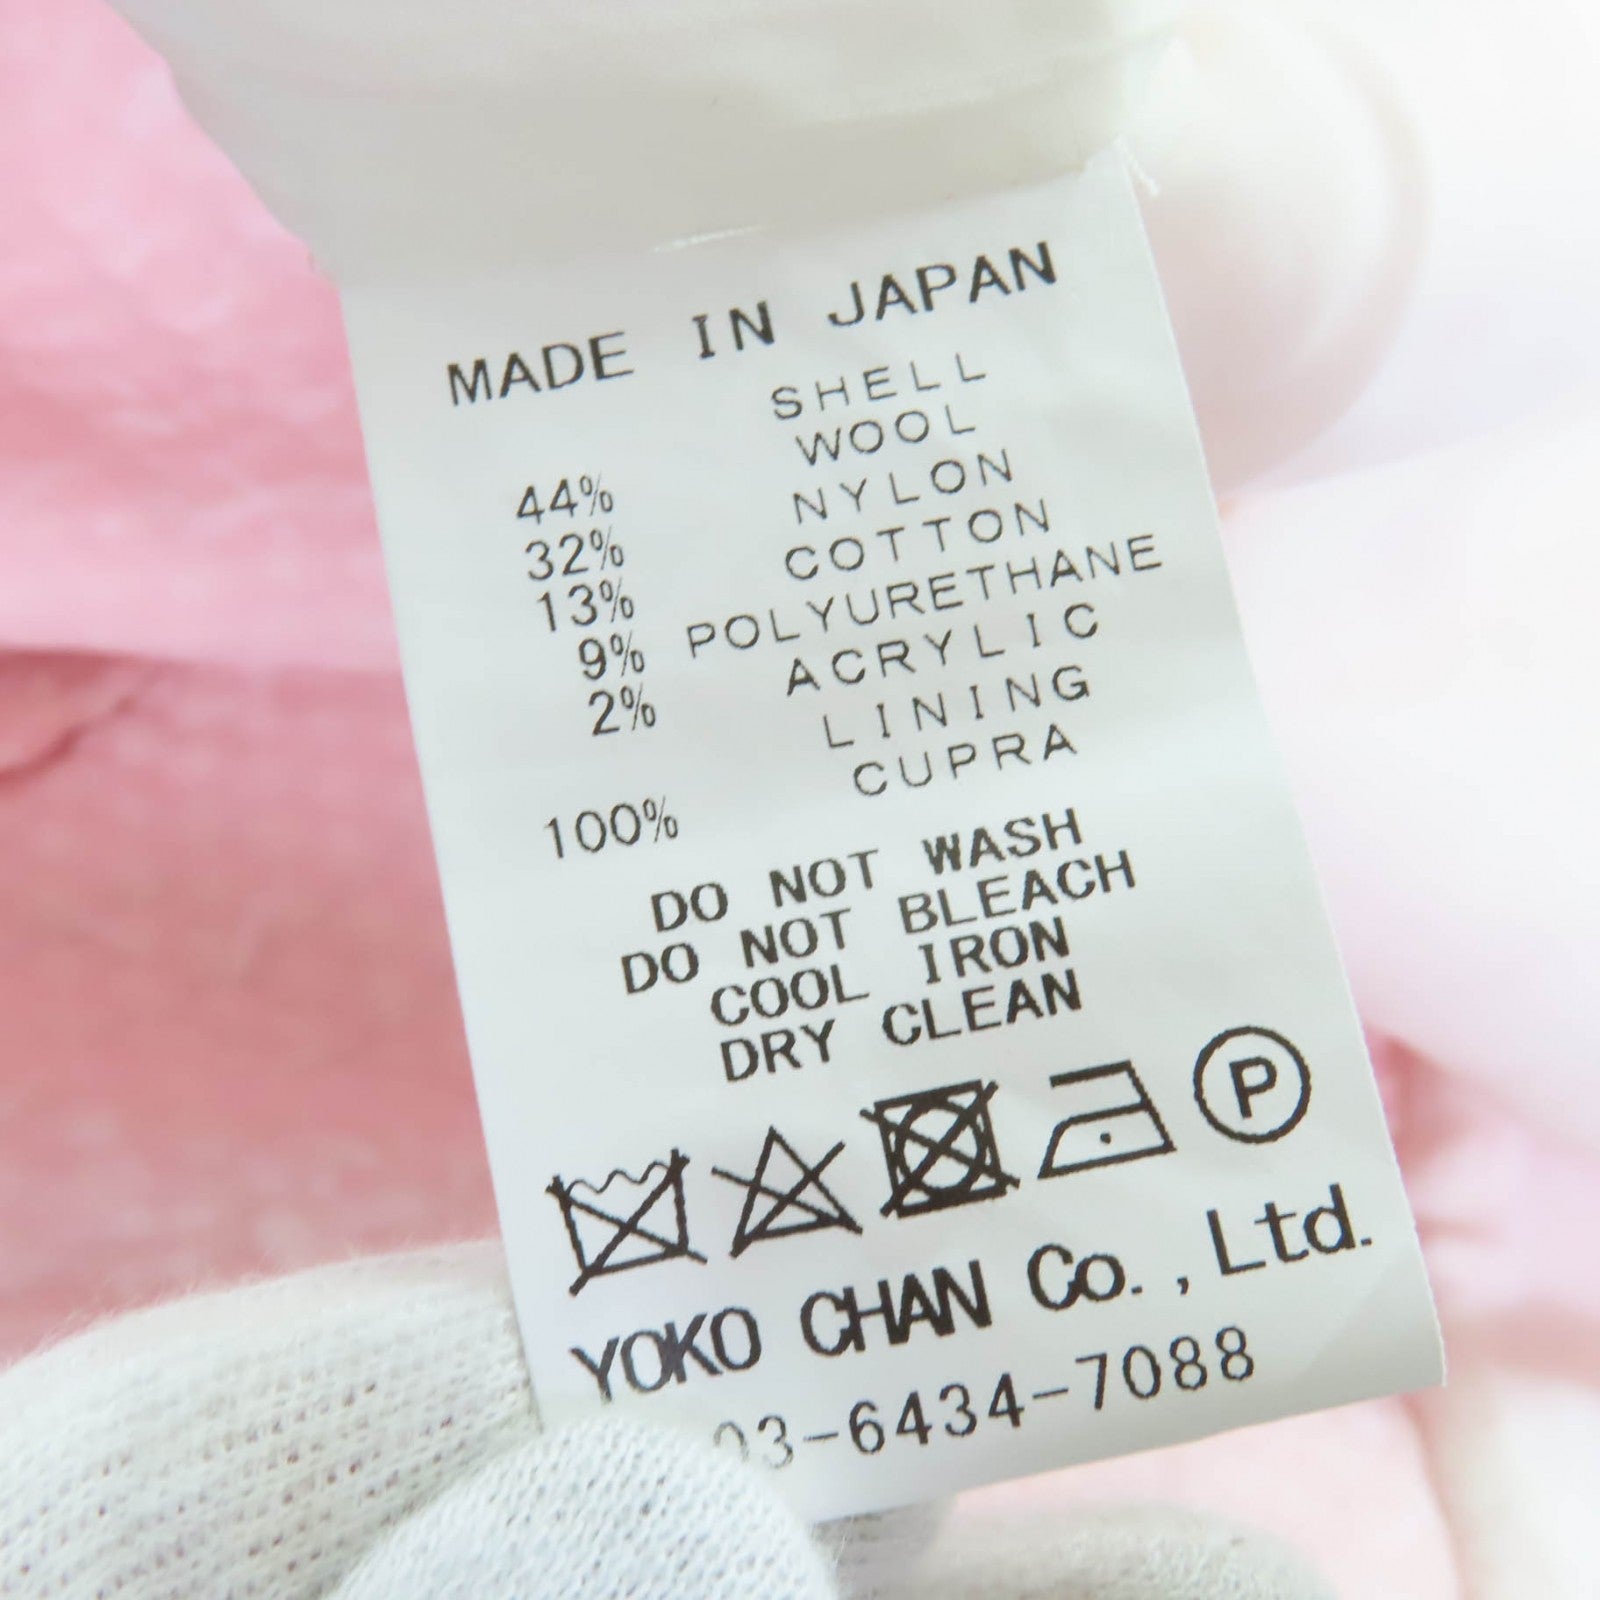 MADE IN JAPAN
SHELL
44% WOOL
32% NYLON
13% COTTON
9% POLYURETHANE
2% ACRYLIC
LINING
100% CUPRA
DO NOT WASH
DO NOT BLEACH
COOL IRON
DRY CLEAN
P
YOKO CHAN Co., Ltd.
03-6434-7088